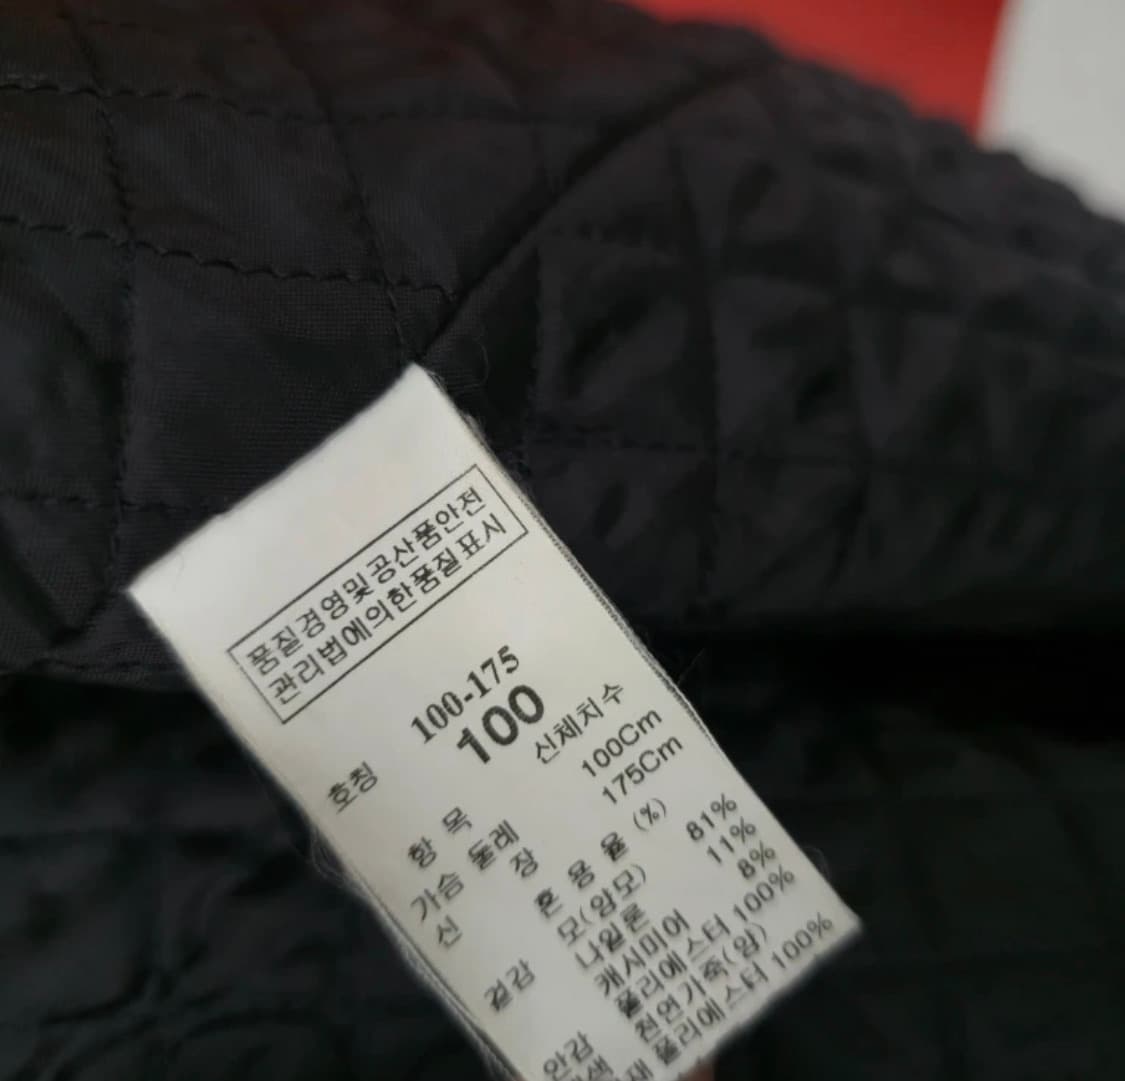 품질경영및공산품안전
관리법에의한품질표시
100-175
호칭 100
항 목 신체치수
가슴 둘레 100Cm
신 장 175Cm
혼 용 율 (%)
겉감 모(양모) 81%
나일론 11%
캐시미어 8%
안감 폴리에스터 100%
천연가죽(양)
폴리에스터 100%